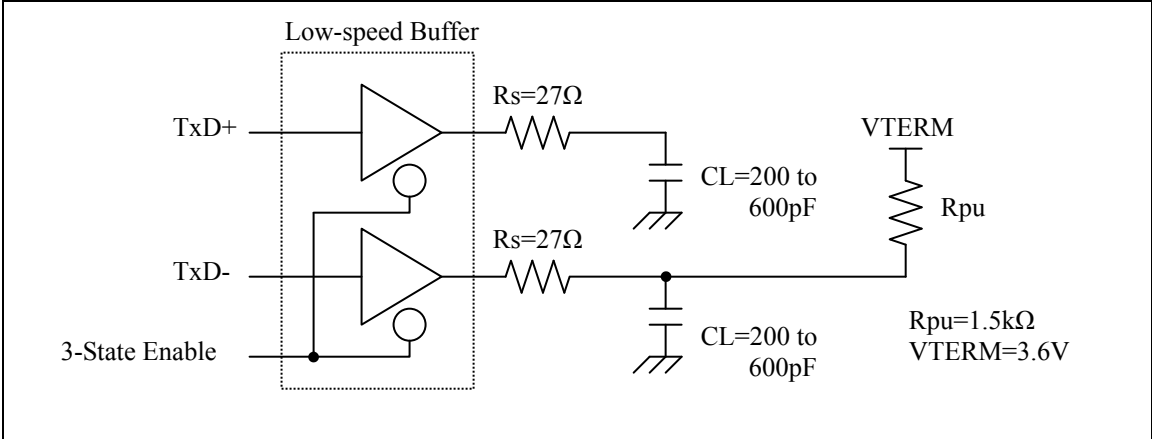 Low-speed Buffer
Rs=27Ω
TxD+
VTERM
CL=200 to
600pF
Rpu
Rs=27Ω
TxD-
Rpu=1.5kΩ
VTERM=3.6V
CL=200 to
600pF
3-State Enable